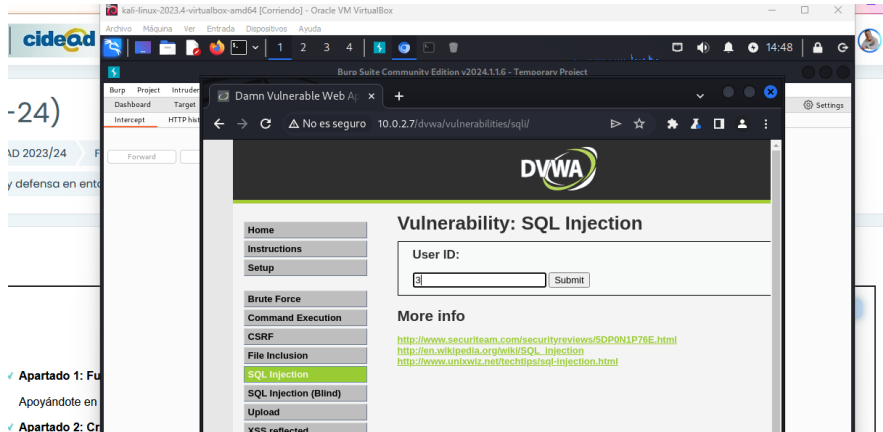 kali-linux-2023.4-virtualbox-amd64 [Corriendo] - Oracle VM VirtualBox
Archivo Máquina Ver Entrada Dispositivos Ayuda
cidead
1 2 3 4
14:48
Burp Suite Community Edition v2024.1.1.6 - Temporary Project
Burp Project Intruder
Damn Vulnerable Web Ap
Dashboard Target
Settings
-24)
Intercept HTTP hist
No es seguro 10.0.2.7/dvwa/vulnerabilities/sqli/
AD 2023/24
Forward
DVWA
y defensa en ento
Vulnerability: SQL Injection
Home
Instructions
User ID:
Setup
3
Submit
Brute Force
Command Execution
More info
CSRF
http://www.securiteam.com/securityreviews/5DP0N1P76E.html
File Inclusion
http://en.wikipedia.org/wiki/SQL_injection
http://www.unixwiz.net/techtips/sql-injection.html
SQL Injection
Apartado 1: Fu
SQL Injection (Blind)
Apoyándote en
Upload
Apartado 2: Cr
XSS reflected